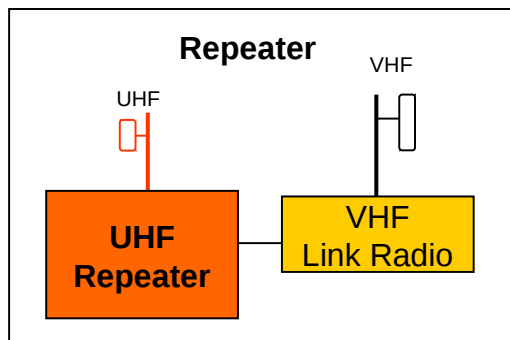 Repeater
VHF
UHF
UHF
Repeater
VHF
Link Radio